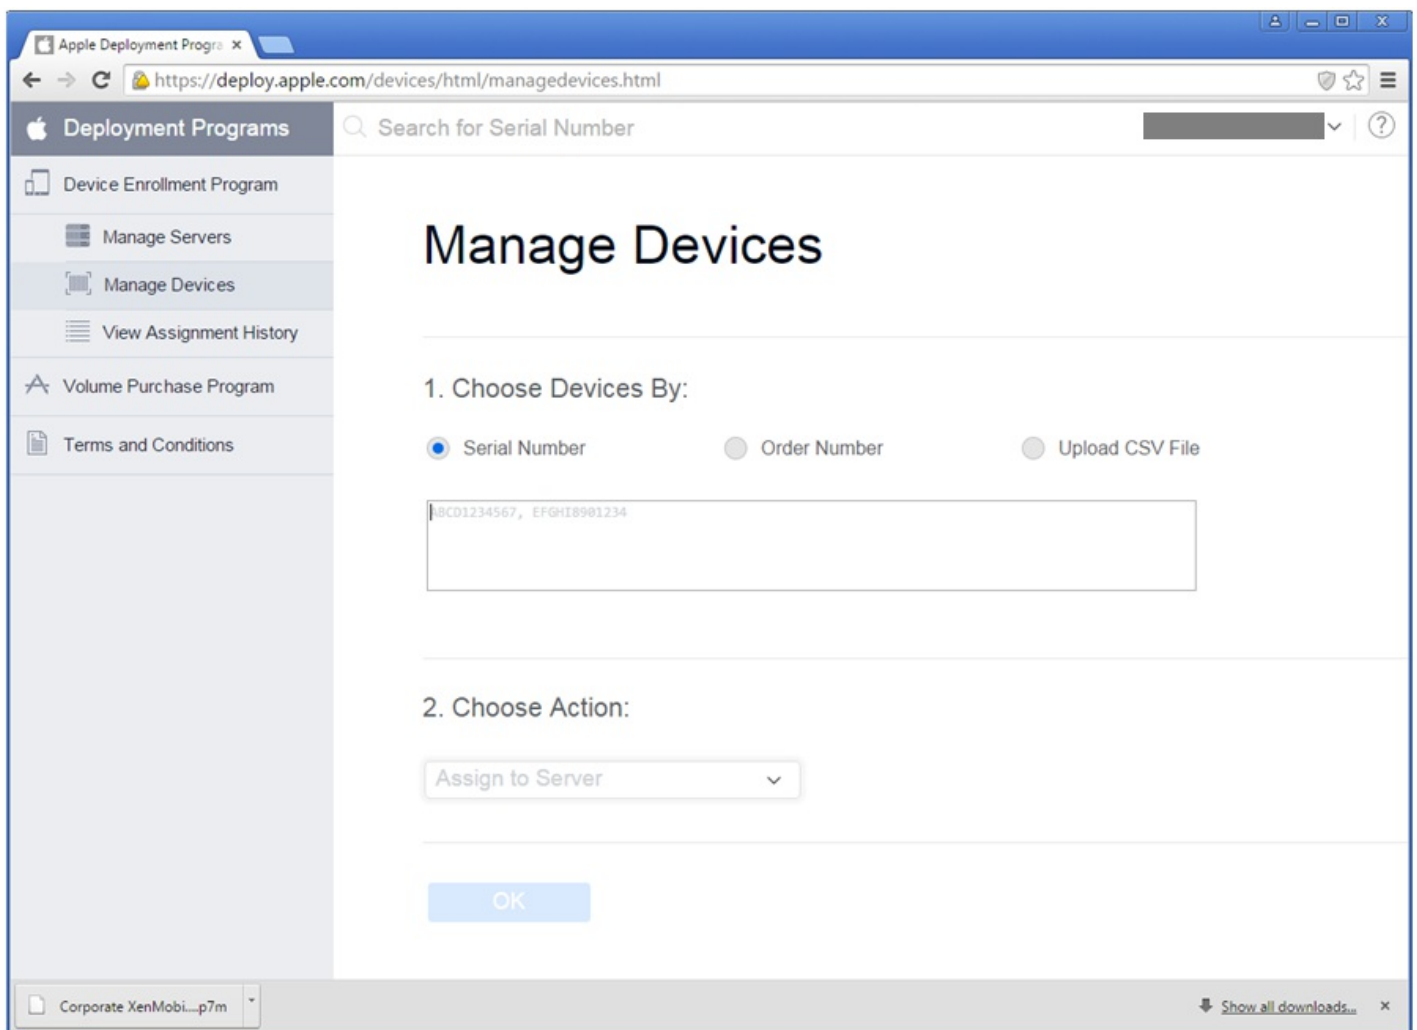 Apple Deployment Progra
https://deploy.apple.com/devices/html/managedevices.html
Deployment Programs
Search for Serial Number
Device Enrollment Program
Manage Servers
Manage Devices
View Assignment History
Volume Purchase Program
Terms and Conditions
Manage Devices
1. Choose Devices By:
Serial Number
Order Number
Upload CSV File
ABCD1234567, EFGHI8901234
2. Choose Action:
Assign to Server
OK
Corporate XenMobi....p7m
Show all downloads...